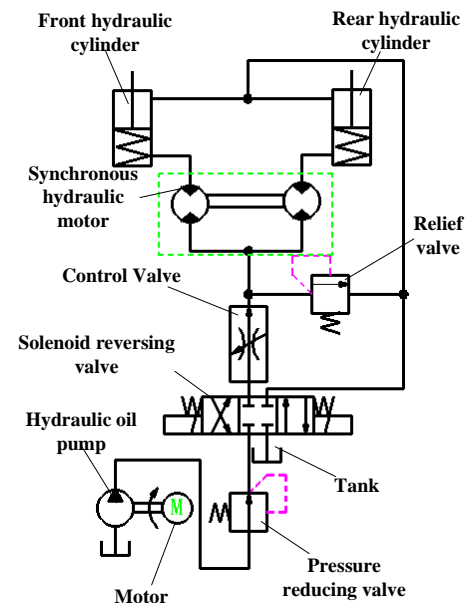 Front hydraulic
cylinder
Rear hydraulic
cylinder
Synchronous
hydraulic
motor
Relief
valve
Control Valve
Solenoid reversing
valve
Hydraulic oil
pump
Tank
M
Motor
Pressure
reducing valve